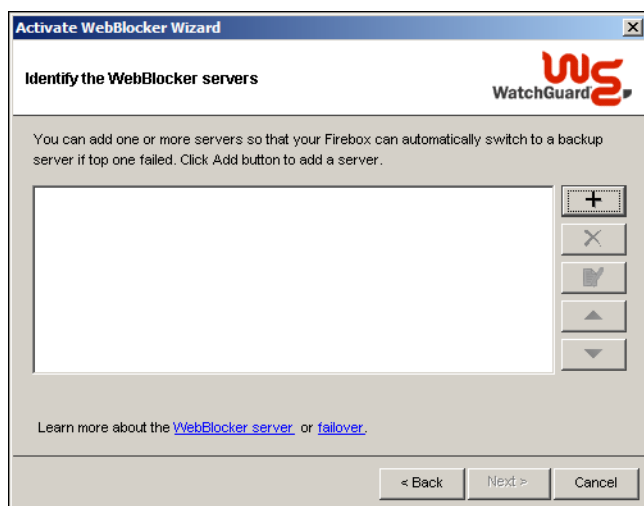 Activate WebBlocker Wizard
Identify the WebBlocker servers
WatchGuard
You can add one or more servers so that your Firebox can automatically switch to a backup
server if top one failed. Click Add button to add a server.
Learn more about the WebBlocker server or failover.
< Back
Next >
Cancel